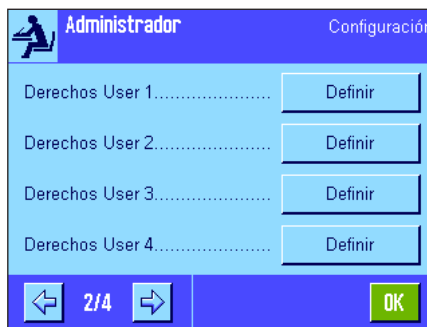 Administrador Configuración
Derechos User 1...................... Definir
Derechos User 2...................... Definir
Derechos User 3...................... Definir
Derechos User 4...................... Definir
2/4 OK